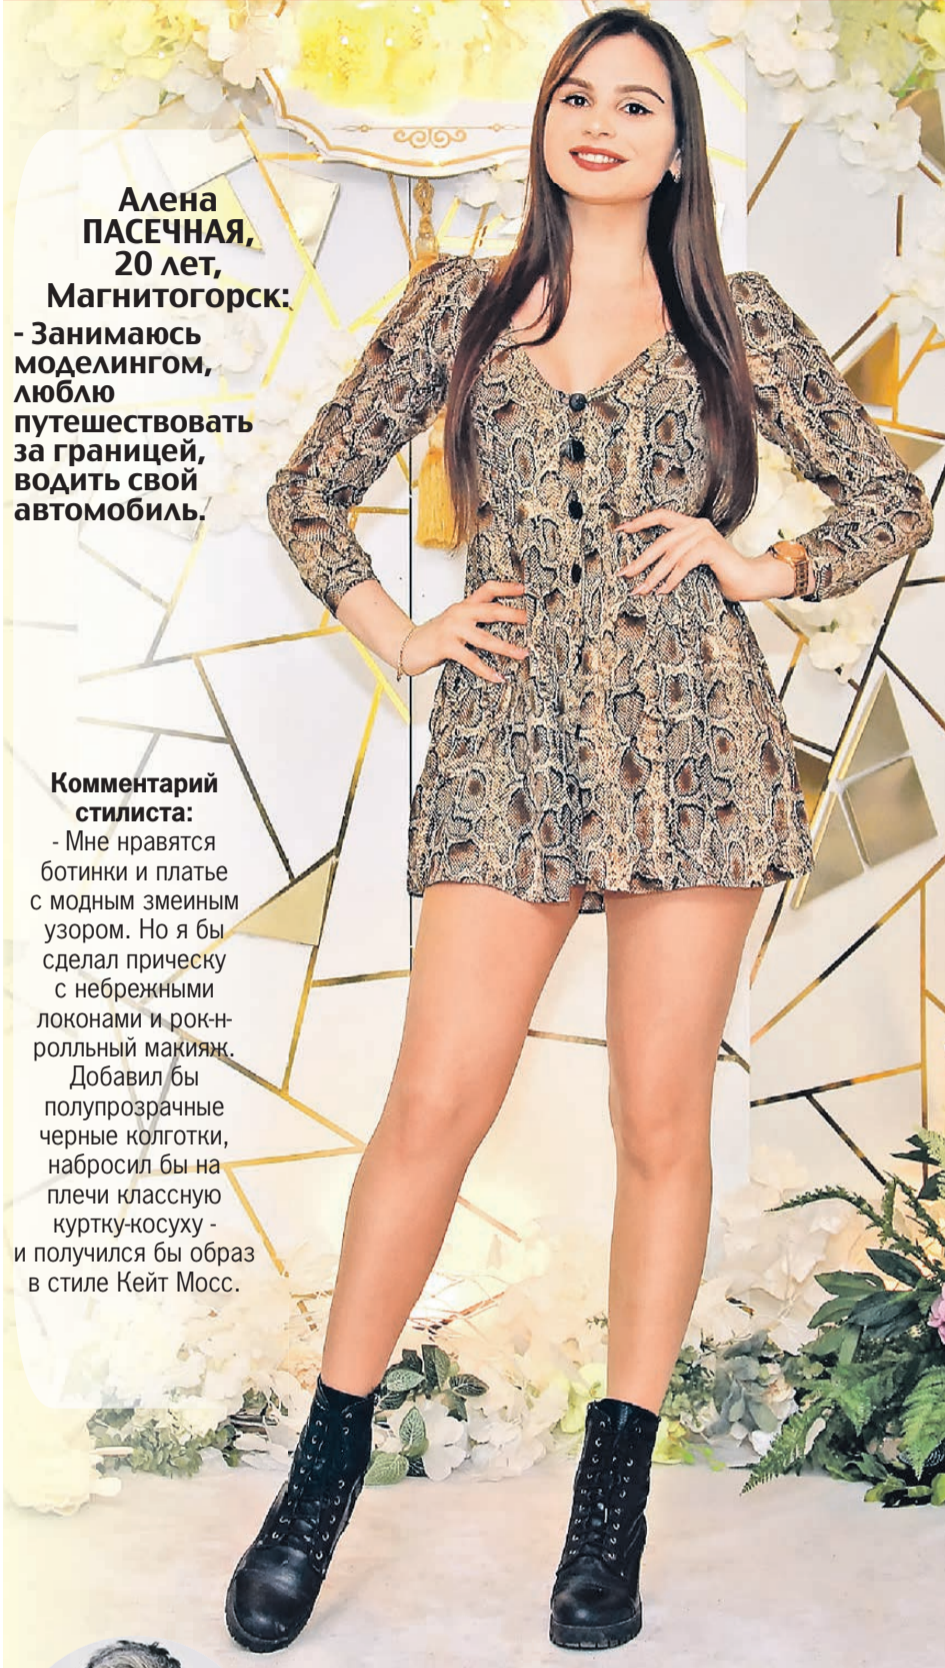 Алена
ПАСЕЧНАЯ,
20 лет,
Магнитогорск:
- Занимаюсь
моделингом,
люблю
путешествовать
за границей,
водить свой
автомобиль.
Комментарий
стилиста:
- Мне нравятся
ботинки и платье
с модным змеиным
узором. Но я бы
сделал прическу
с небрежными
локонами и рок-н-
ролльный макияж.
Добавил бы
полупрозрачные
черные колготки,
набросил бы на
плечи классную
куртку-косуху -
и получился бы образ
в стиле Кейт Мосс.